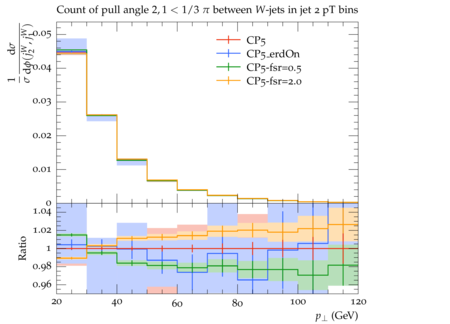 Count of pull angle 2,1 < 1/3 π between W-jets in jet 2 pT bins
1/σ dσ/dϕ(j₂^W, j₁^W)
CP5
CP5_erdOn
CP5-fsr=0.5
CP5-fsr=2.0
0.05
0.04
0.03
0.02
0.01
0
Ratio
1.04
1.02
1
0.98
0.96
20 40 60 80 100 120
p⊥ (GeV)